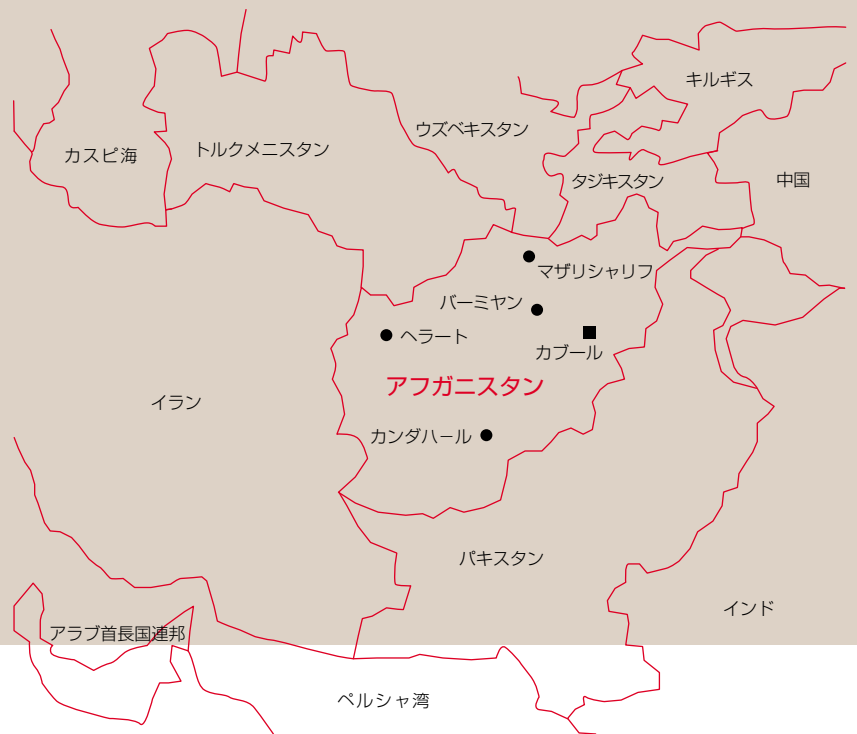 キルギス
ウズベキスタン
カスピ海
トルクメニスタン
タジキスタン
中国
マザリシャリフ
バーミヤン
ヘラート
カブール
アフガニスタン
イラン
カンダハール
パキスタン
インド
アラブ首長国連邦
ペルシャ湾